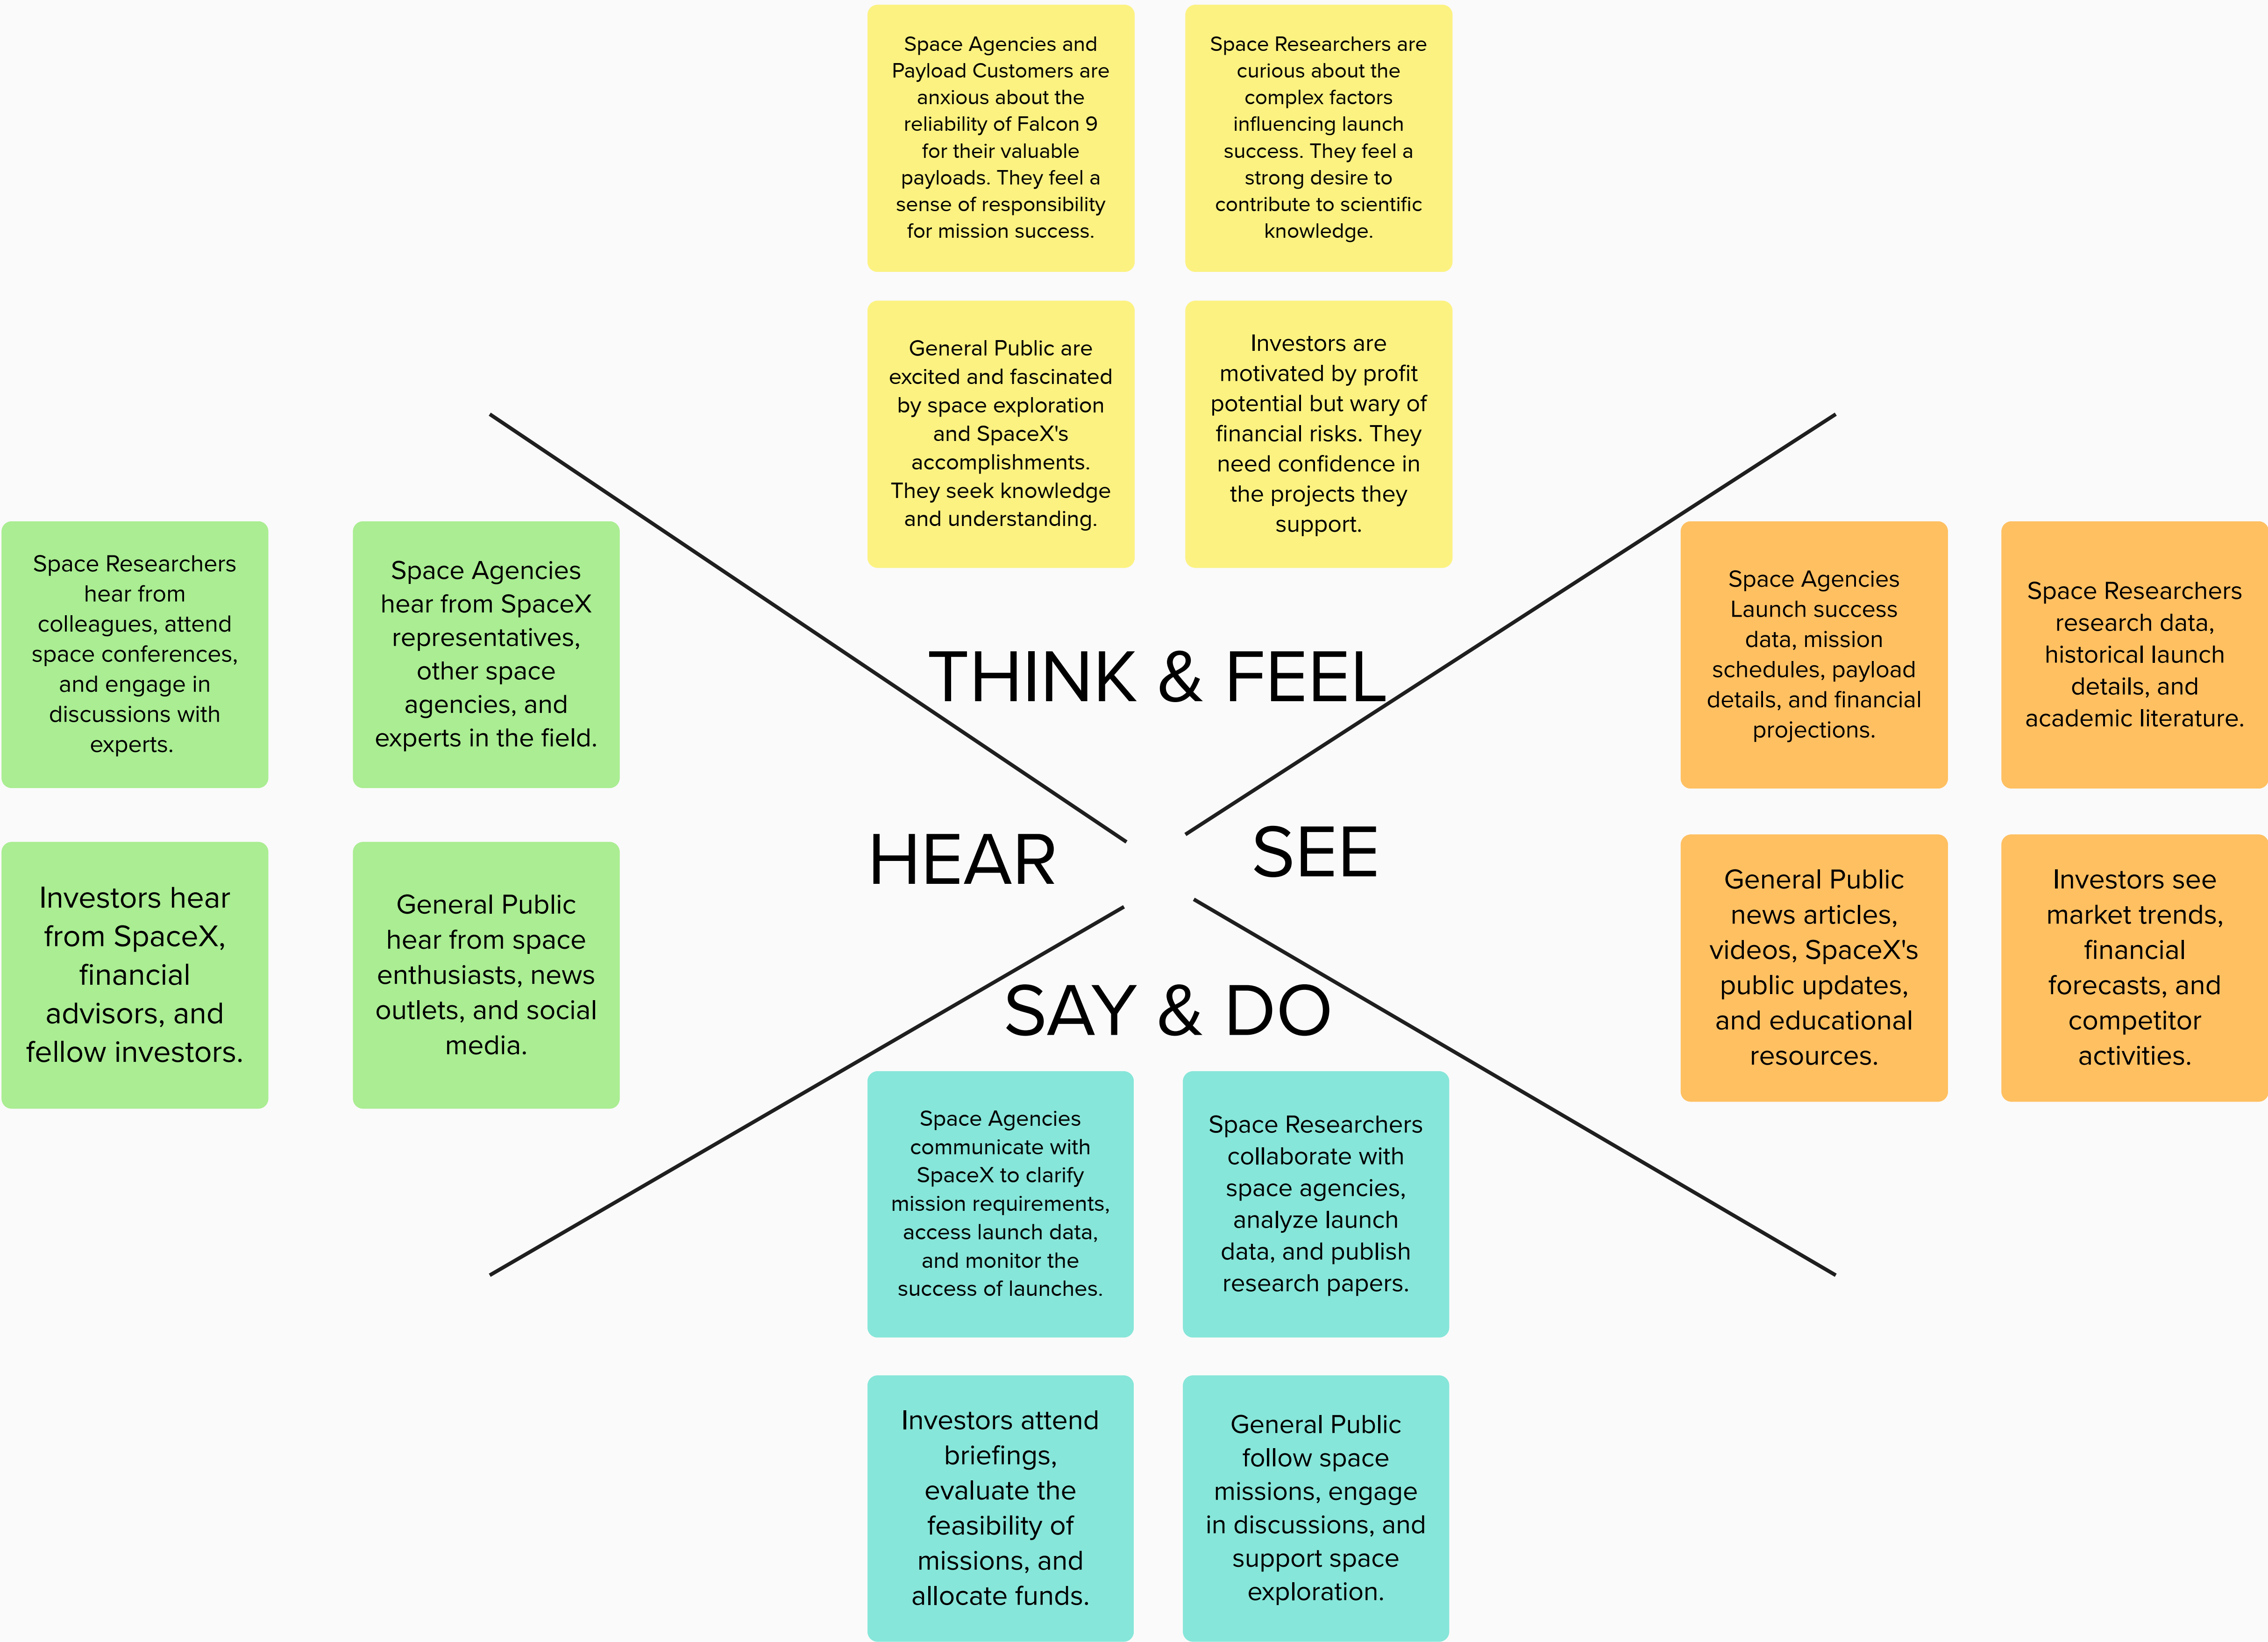 Space Agencies and
Payload Customers are
anxious about the
reliability of Falcon 9
for their valuable
payloads. They feel a
sense of responsibility
for mission success.
Space Researchers are
curious about the
complex factors
influencing launch
success. They feel a
strong desire to
contribute to scientific
knowledge.
General Public are
excited and fascinated
by space exploration
and SpaceX's
accomplishments.
They seek knowledge
and understanding.
Investors are
motivated by profit
potential but wary of
financial risks. They
need confidence in
the projects they
support.
THINK & FEEL
Space Researchers
hear from
colleagues, attend
space conferences,
and engage in
discussions with
experts.
Space Agencies
hear from SpaceX
representatives,
other space
agencies, and
experts in the field.
Investors hear
from SpaceX,
financial
advisors, and
fellow investors.
General Public
hear from space
enthusiasts, news
outlets, and social
media.
HEAR
SEE
Space Agencies
Launch success
data, mission
schedules, payload
details, and financial
projections.
Space Researchers
research data,
historical launch
details, and
academic literature.
General Public
news articles,
videos, SpaceX's
public updates,
and educational
resources.
Investors see
market trends,
financial
forecasts, and
competitor
activities.
SAY & DO
Space Agencies
communicate with
SpaceX to clarify
mission requirements,
access launch data,
and monitor the
success of launches.
Space Researchers
collaborate with
space agencies,
analyze launch
data, and publish
research papers.
Investors attend
briefings,
evaluate the
feasibility of
missions, and
allocate funds.
General Public
follow space
missions, engage
in discussions, and
support space
exploration.